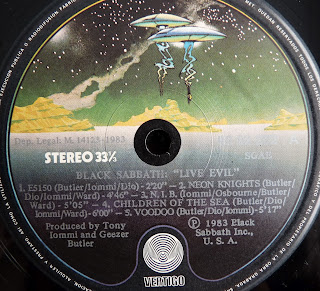 Dep. Legal: M. 14125-1983
STEREO 33⅓
SGAE
BLACK SABBATH: "LIVE EVIL"
1. E5150 (Butler/Iommi/Dio) - 2'20" - 2. NEON KNIGHTS (Butler/
Dio/Iommi/Ward) - 4'46" - 3. N.I.B. (Iommi/Osbourne/Butler/
Ward) - 5'05" - 4. CHILDREN OF THE SEA (Butler/Dio/
Iommi/Ward) - 6'00" - 5. VOODOO (Butler/Dio/Iommi) - 5'17"
Produced by Tony
Iommi and Geezer
Butler
℗ 1983 Black
Sabbath Inc.,
U. S. A.
VERTIGO